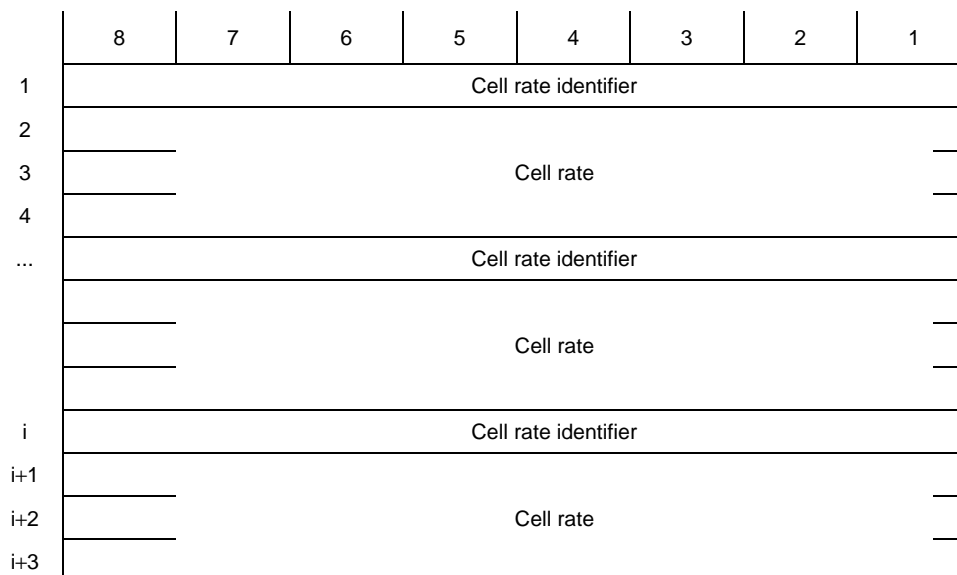 8 7 6 5 4 3 2 1
1 Cell rate identifier
2
3 Cell rate
4
... Cell rate identifier
Cell rate
i Cell rate identifier
i+1
i+2 Cell rate
i+3